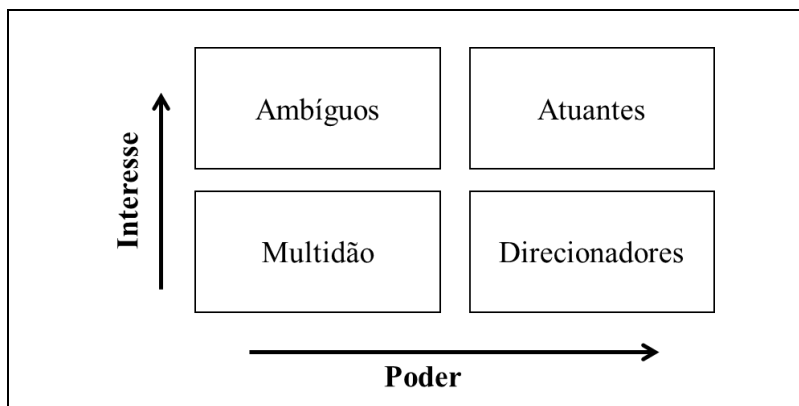 Ambíguos
Atuantes
Interesse
Multidão
Direcionadores
Poder